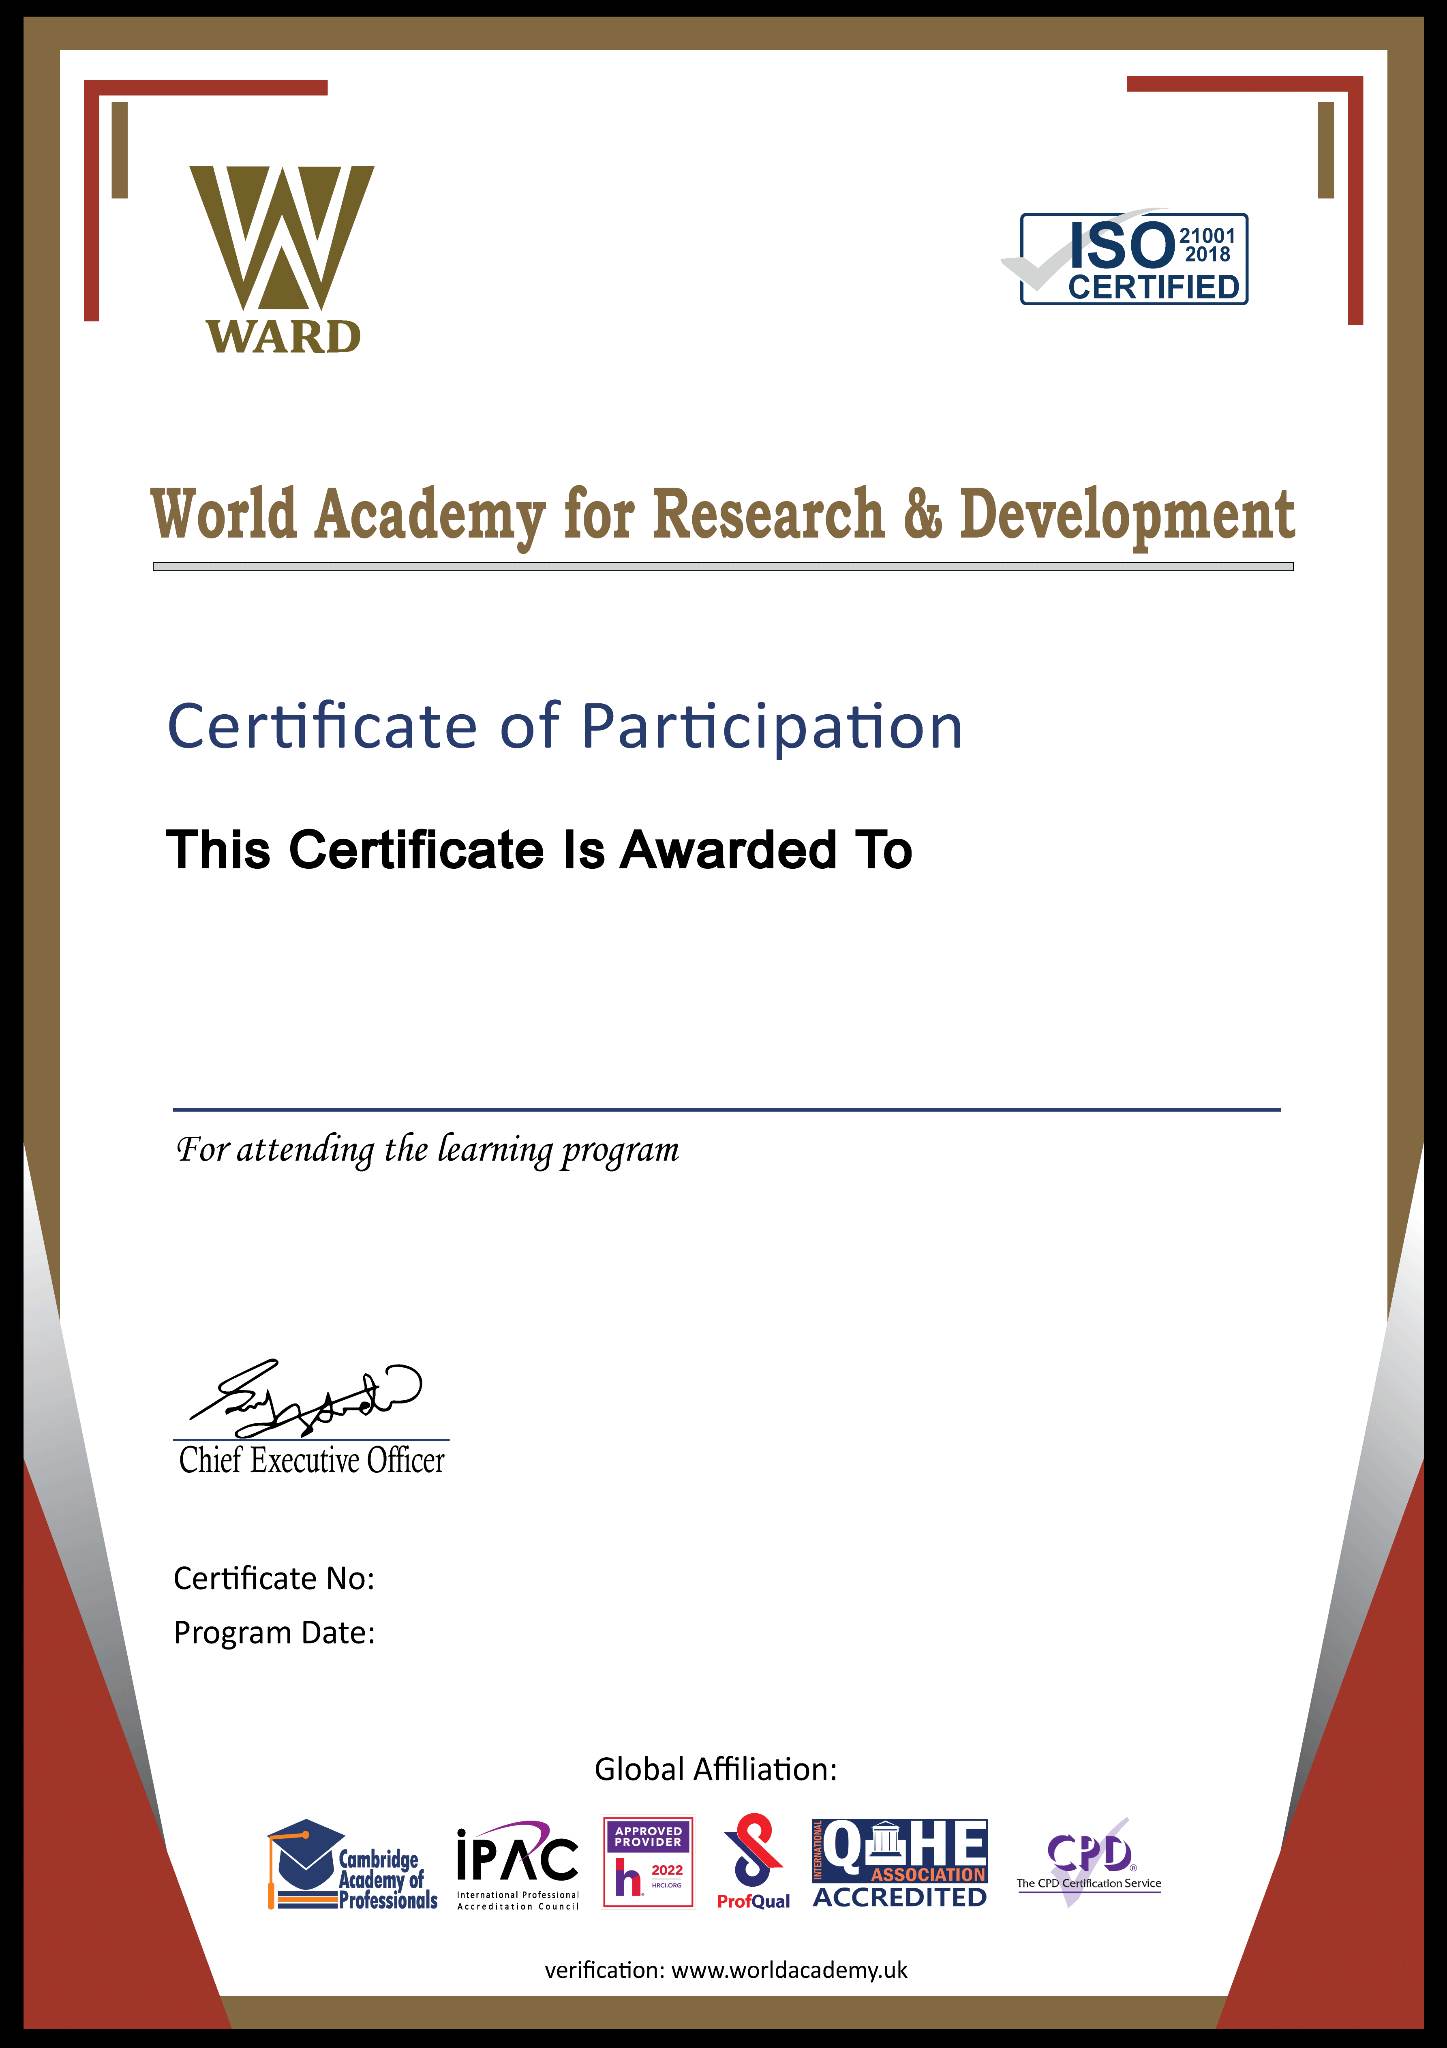 WARD
ISO 21001 2018
CERTIFIED
World Academy for Research & Development
Certificate of Participation
This Certificate Is Awarded To
For attending the learning program
Chief Executive Officer
Certificate No:
Program Date:
Global Affiliation:
Cambridge
Academy of
Professionals
iPAC
International Professional
Accreditation Council
APPROVED
PROVIDER
h 2022
HRCI.ORG
ProfQual
INTERNATIONAL
QAHE
ASSOCIATION
ACCREDITED
CPD®
The CPD Certification Service
verification: www.worldacademy.uk